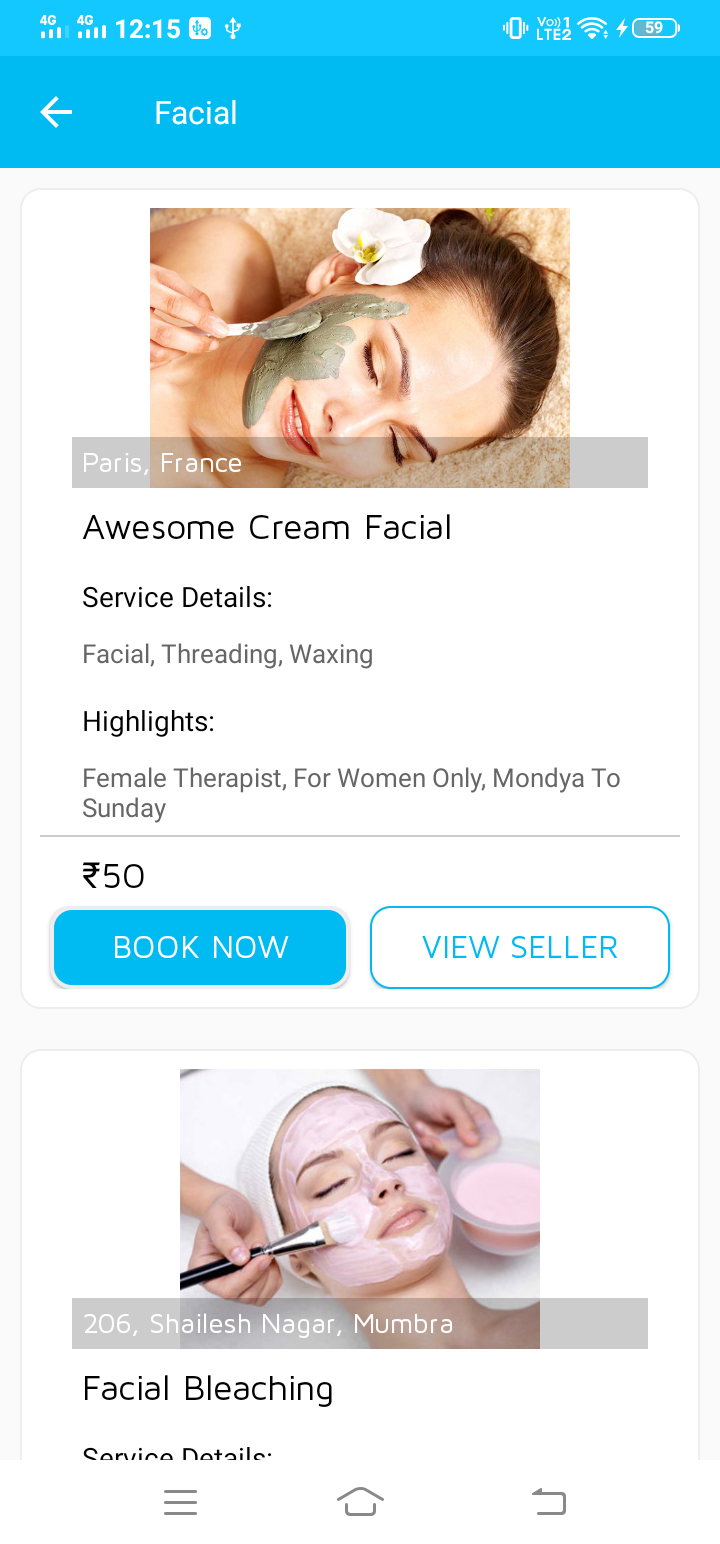 4G 4G 12:15 Vo)) 1 LTE2 59
Facial
Paris, France
Awesome Cream Facial
Service Details:
Facial, Threading, Waxing
Highlights:
Female Therapist, For Women Only, Mondya To
Sunday
₹50
BOOK NOW VIEW SELLER
206, Shailesh Nagar, Mumbra
Facial Bleaching
Service Details: